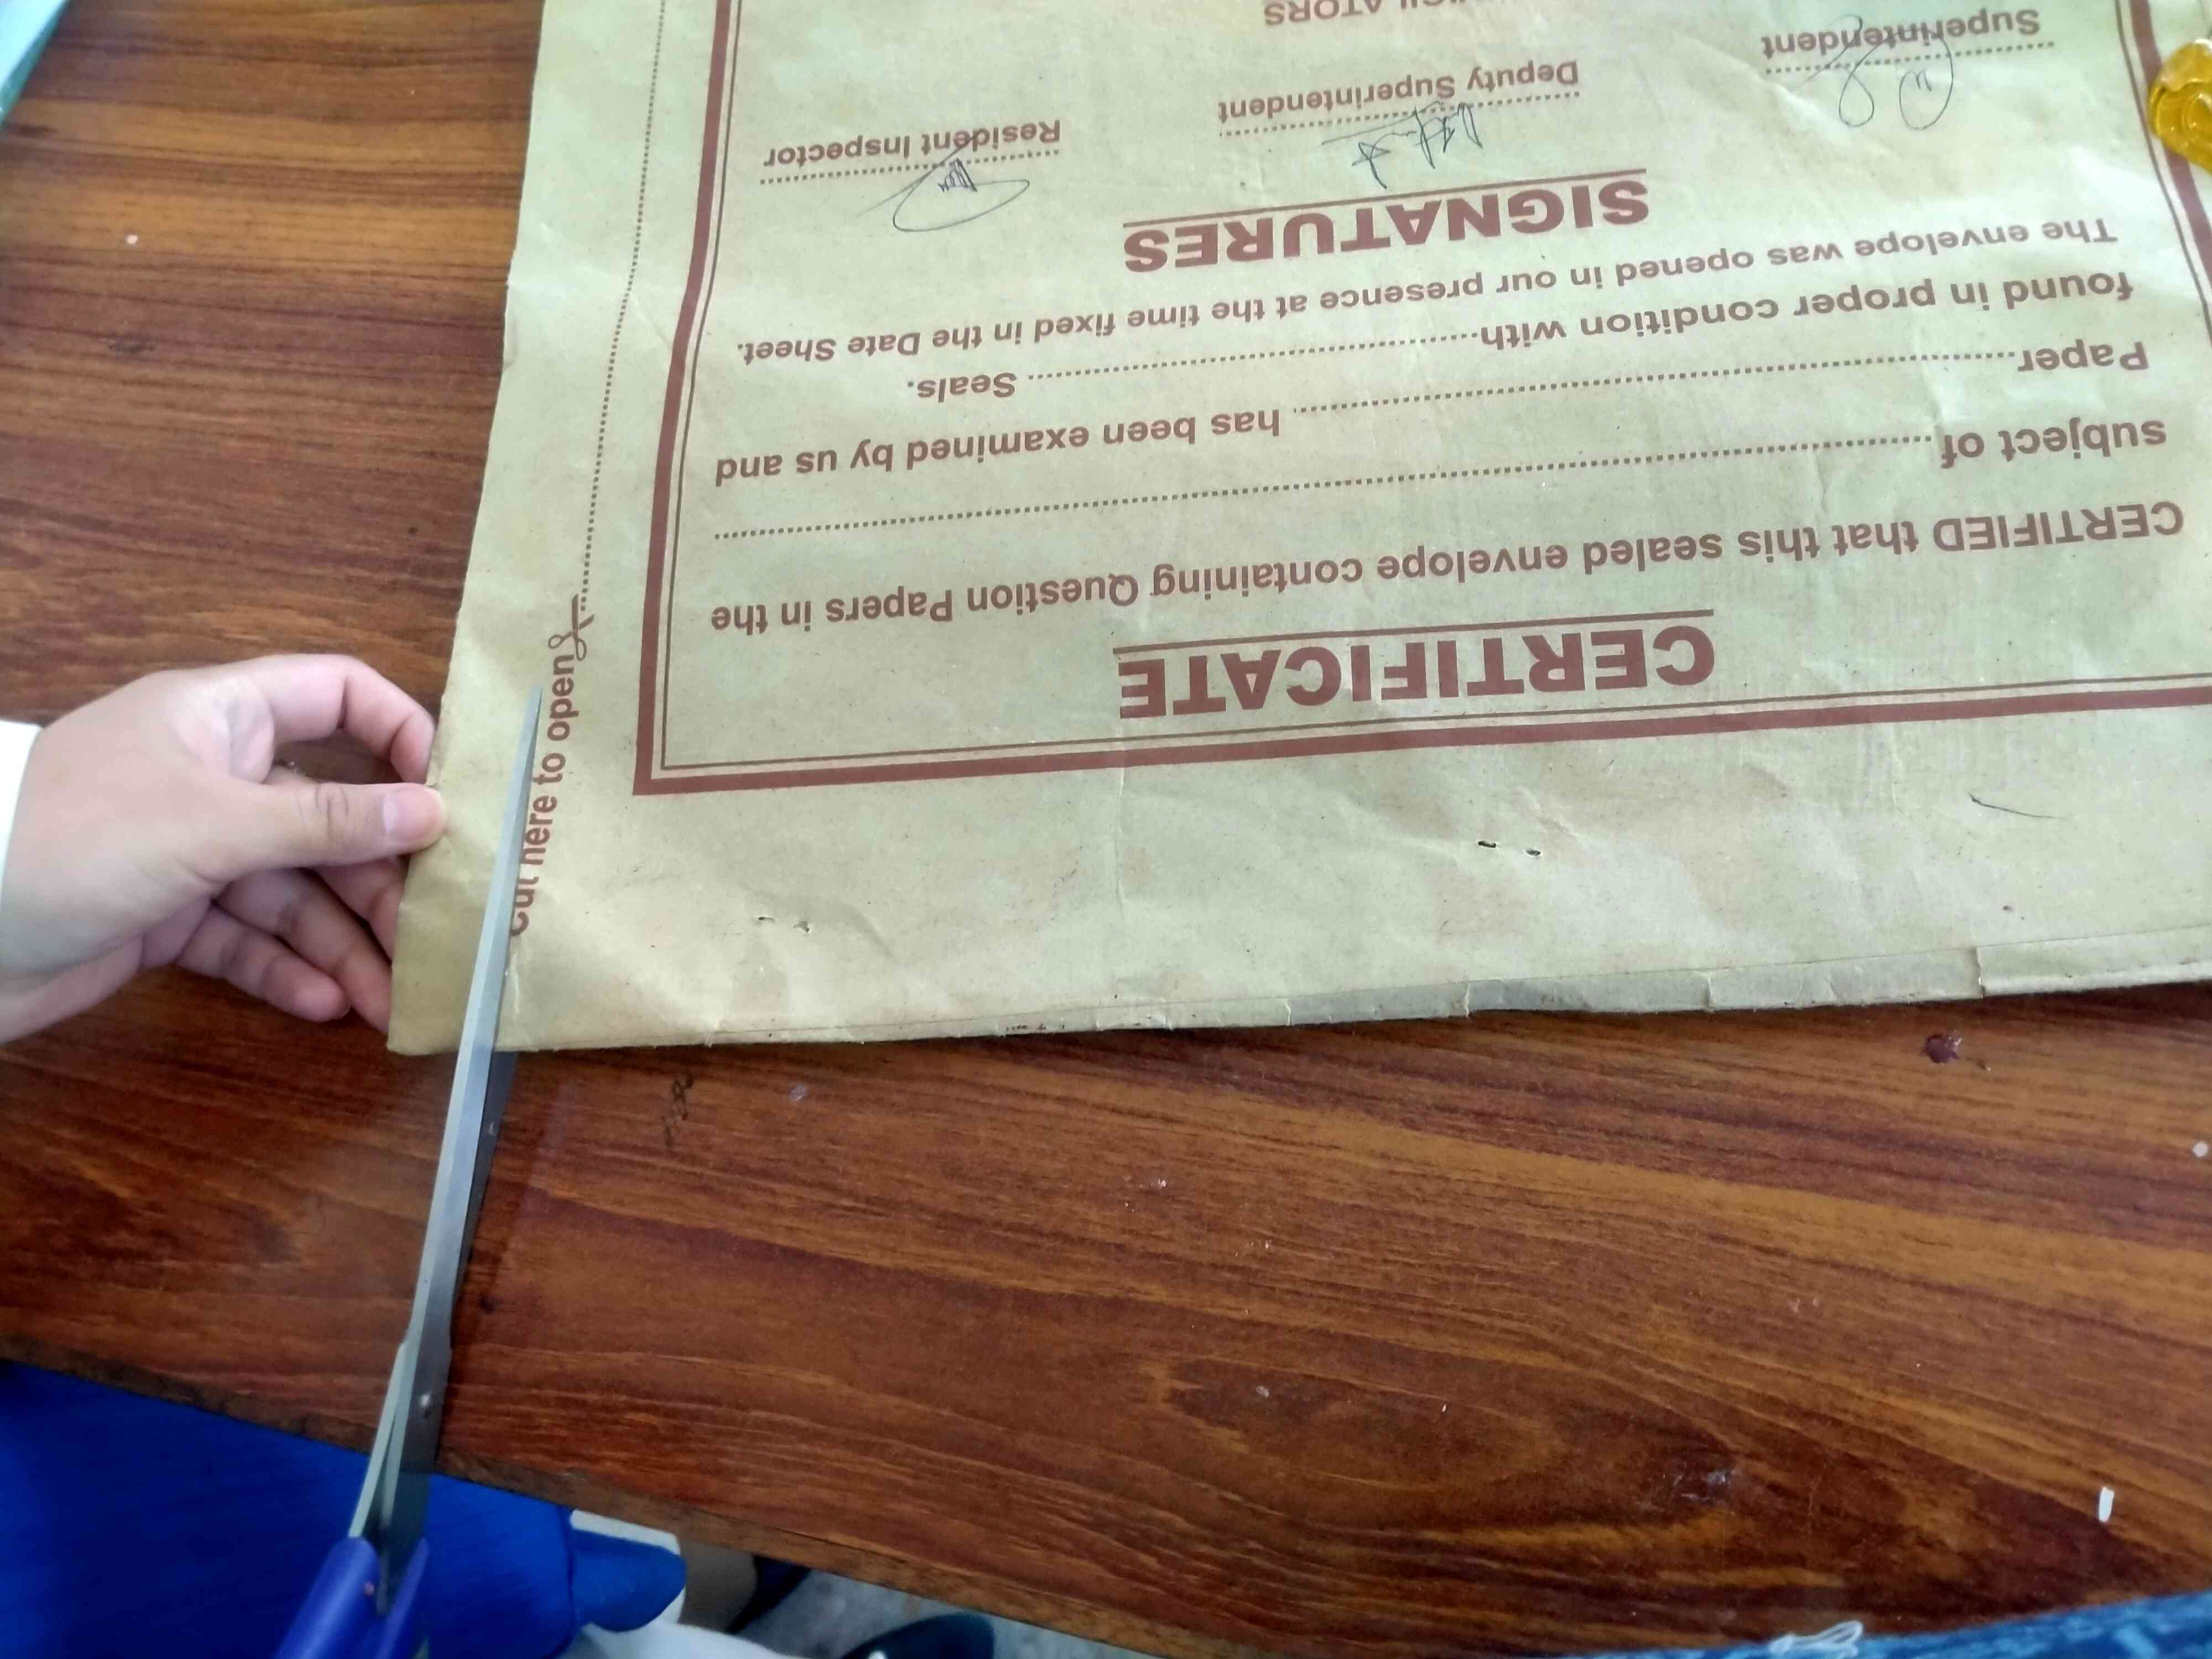 CERTIFICATE
CERTIFIED that this sealed envelope containing Question Papers in the
subject of ................................................................
Paper ........................................ has been examined by us and
found in proper condition with ........................................ Seals.
The envelope was opened in our presence at the time fixed in the Date Sheet.
SIGNATURES
Superintendent
Deputy Superintendent
Resident Inspector
Cut here to open